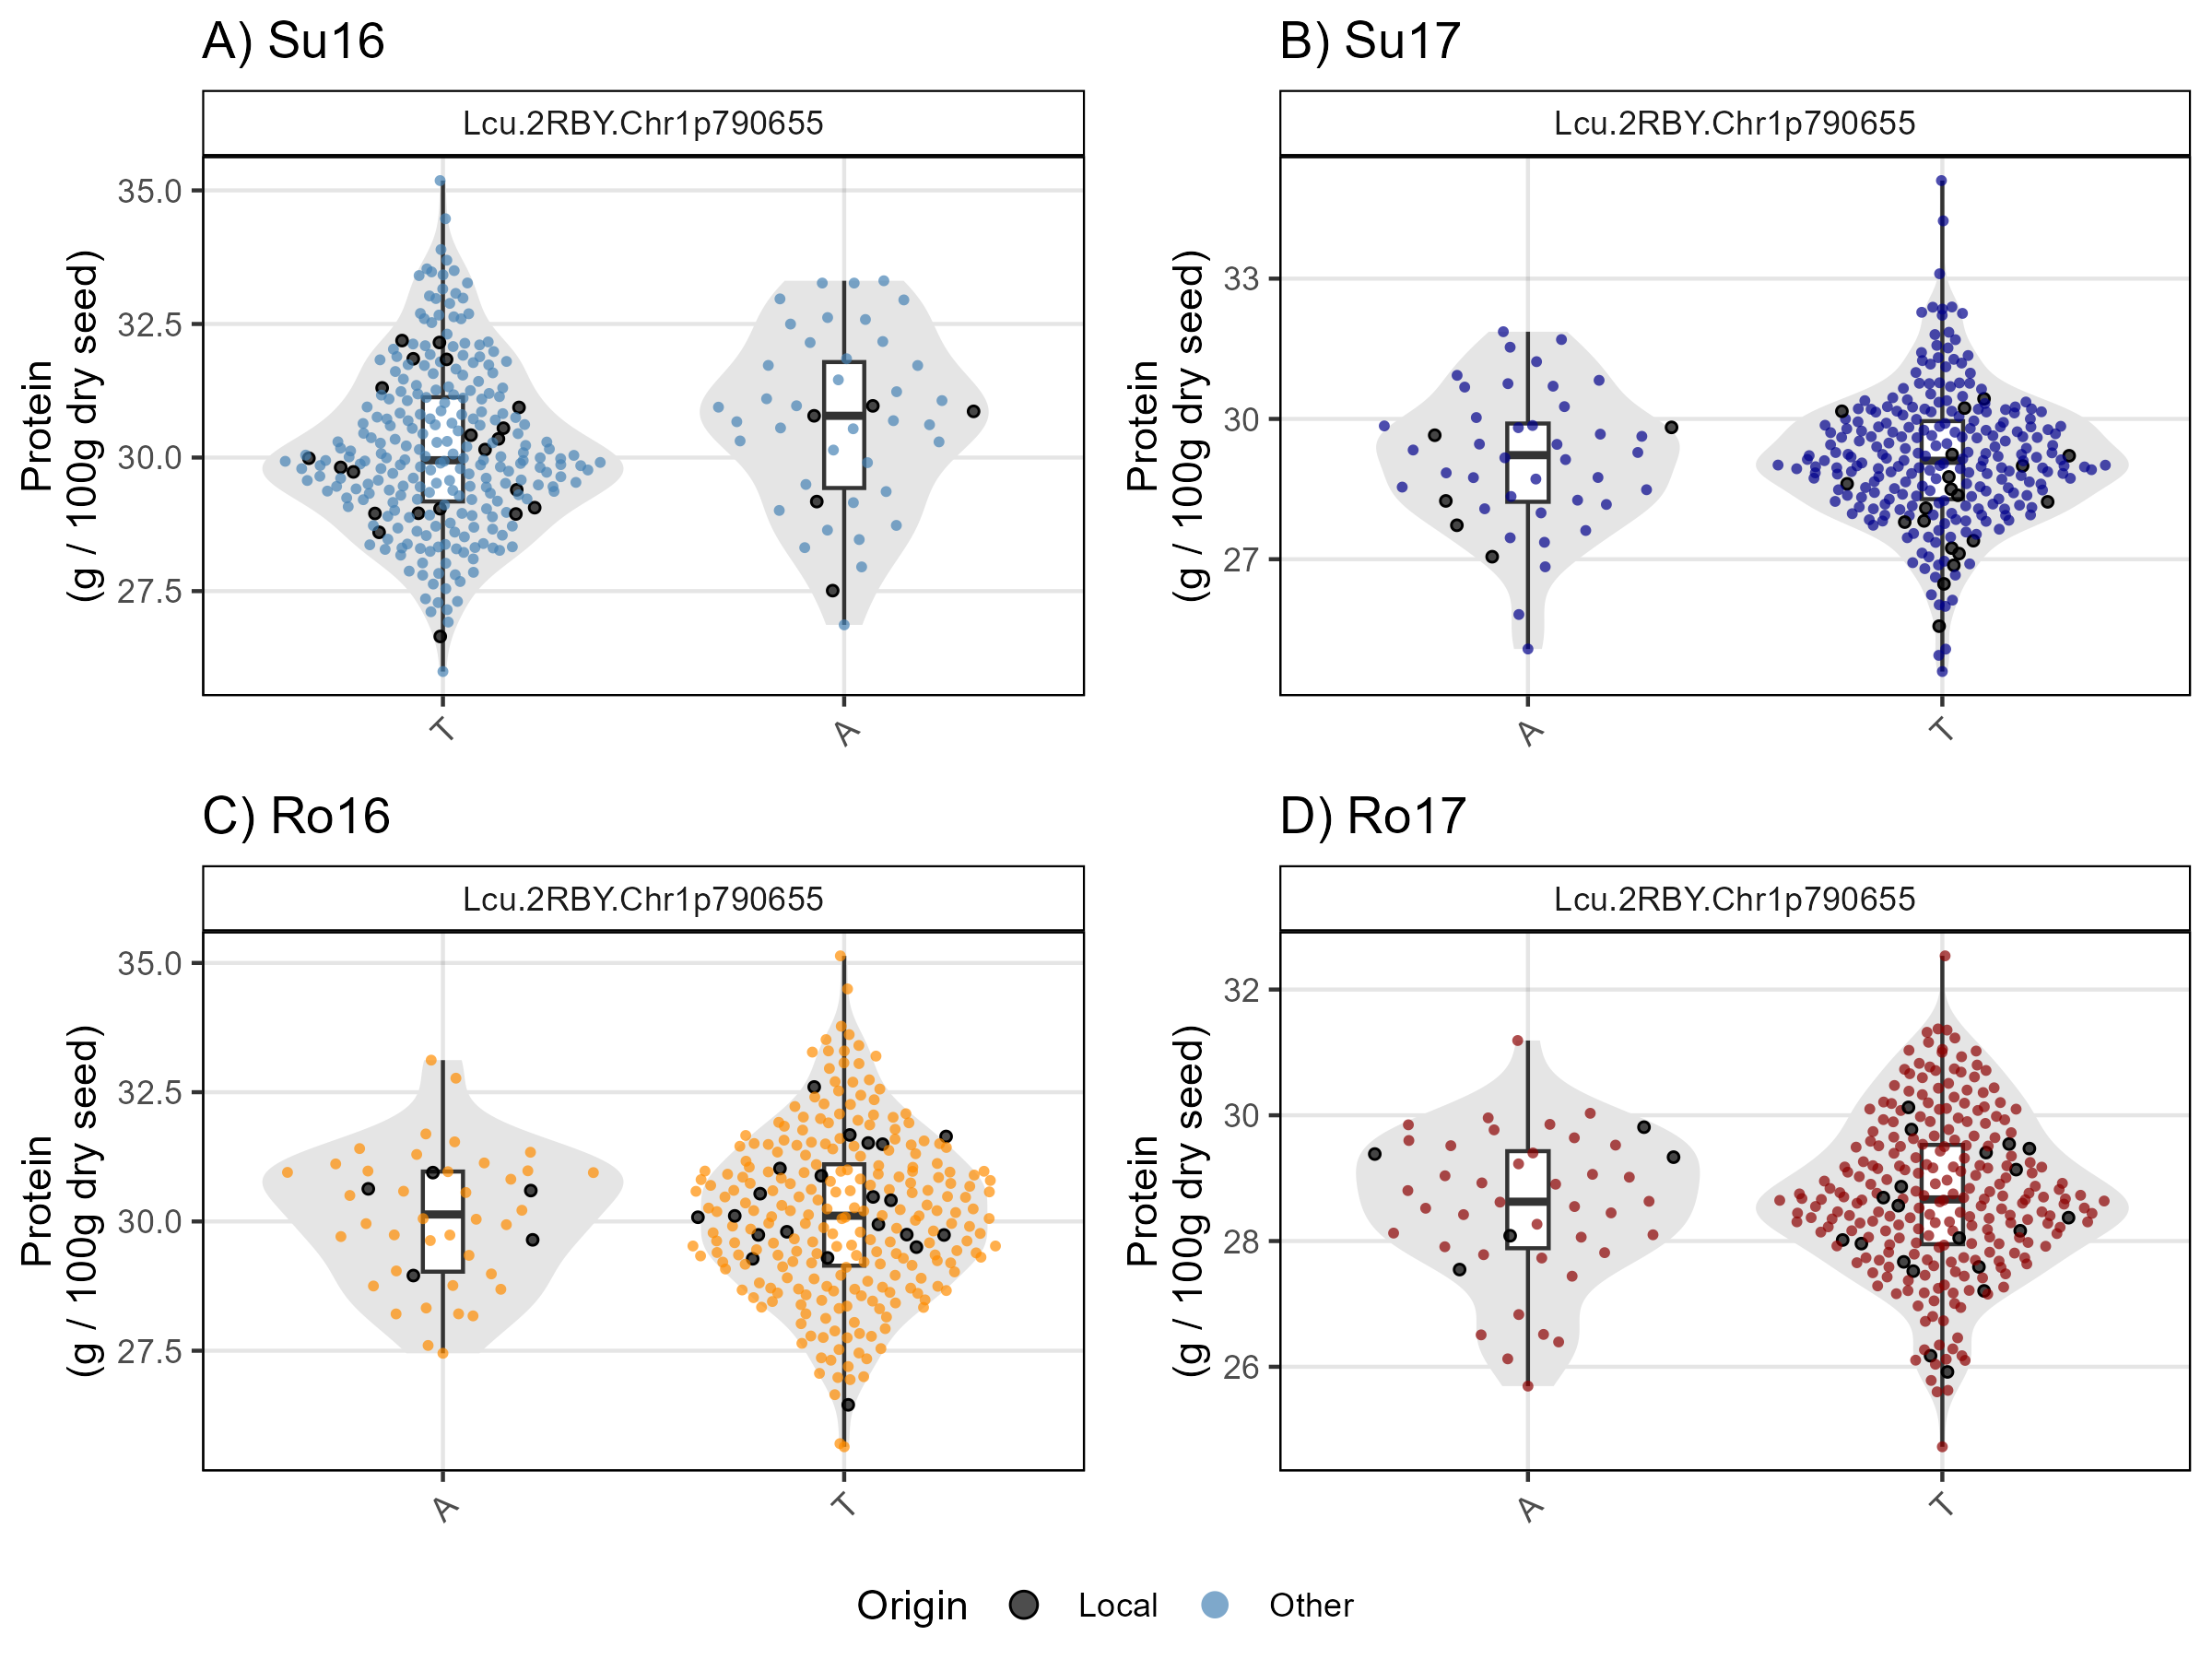 A) Su16
Lcu.2RBY.Chr1p790655
Protein
(g / 100g dry seed)
35.0
32.5
30.0
27.5
T
A
B) Su17
Lcu.2RBY.Chr1p790655
Protein
(g / 100g dry seed)
33
30
27
A
T
C) Ro16
Lcu.2RBY.Chr1p790655
Protein
(g / 100g dry seed)
35.0
32.5
30.0
27.5
A
T
D) Ro17
Lcu.2RBY.Chr1p790655
Protein
(g / 100g dry seed)
32
30
28
26
A
T
Origin Local Other